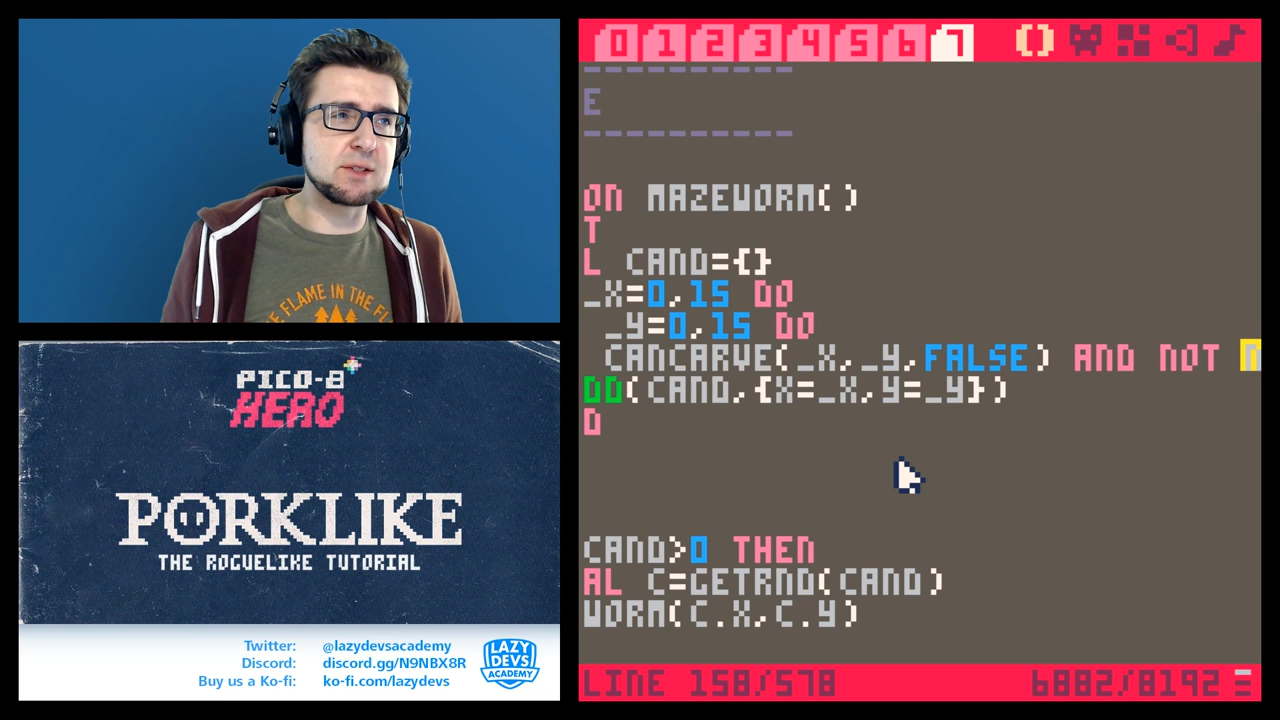 E FLAME IN THE FL
PICO-8
HERO
PORKLIKE
THE ROGUELIKE TUTORIAL
Twitter: @lazydevsacademy
Discord: discord.gg/N9NBX8R
Buy us a Ko-fi: ko-fi.com/lazydevs
LAZY
DEVS
ACADEMY
0 1 2 3 4 5 6 7
----------
E
----------
ON MAZEWORM()
T
L CAND={}
_X=0,15 DO
_Y=0,15 DO
CANCARVE(_X,_Y,FALSE) AND NOT
DD(CAND,{X=_X,Y=_Y})
D
CAND>0 THEN
AL C=GETRND(CAND)
WORM(C.X,C.Y)
LINE 158/578 6882/8192